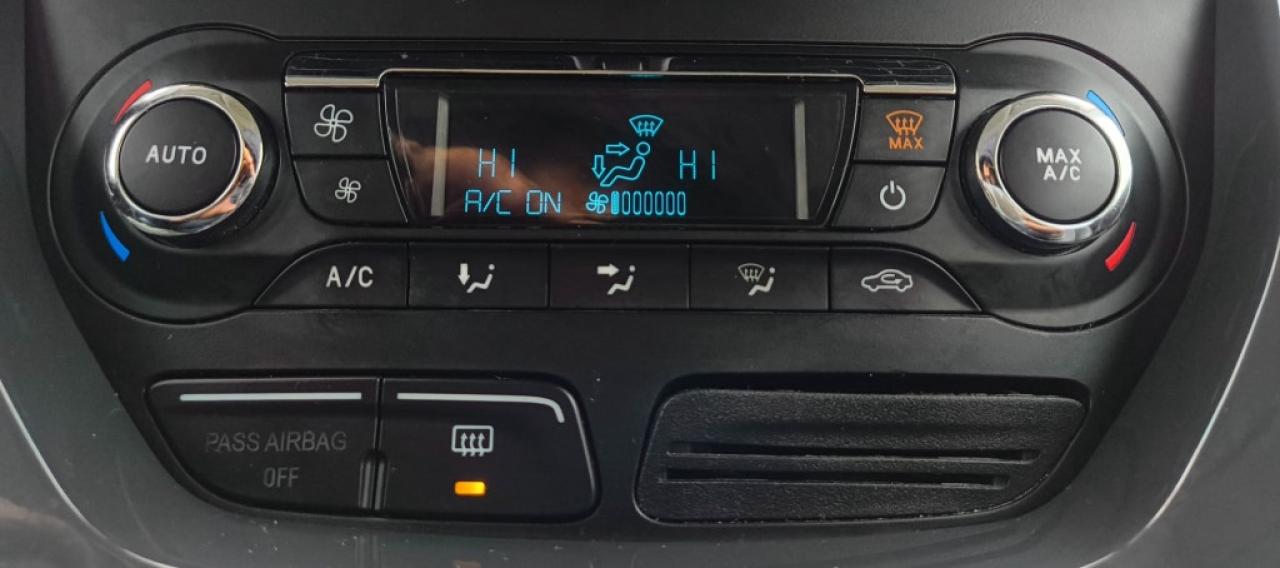 AUTO
HI
HI
A/C ON
MAX
MAX
A/C
A/C
PASS AIRBAG
OFF